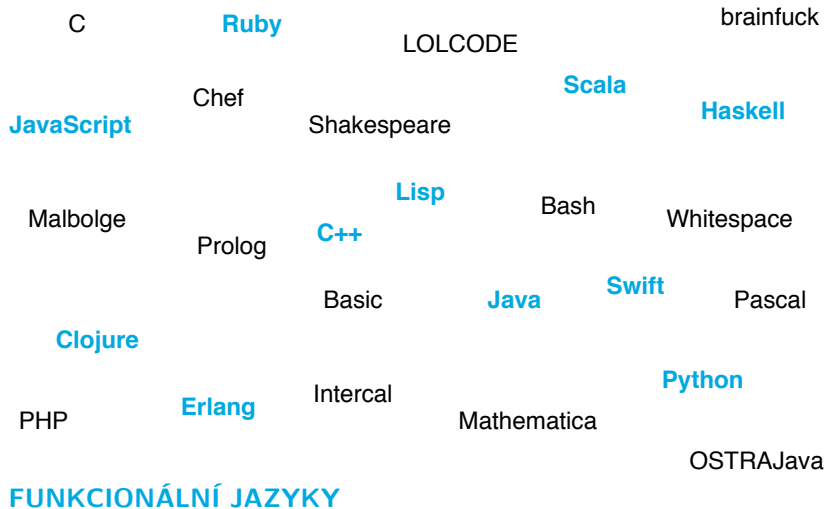 C
Ruby
LOLCODE
brainfuck
Chef
Scala
Haskell
JavaScript
Shakespeare
Lisp
Bash
Malbolge
Whitespace
Prolog
C++
Basic
Java
Swift
Pascal
Clojure
Python
Intercal
PHP
Erlang
Mathematica
OSTRAJava
FUNKCIONÁLNÍ JAZYKY